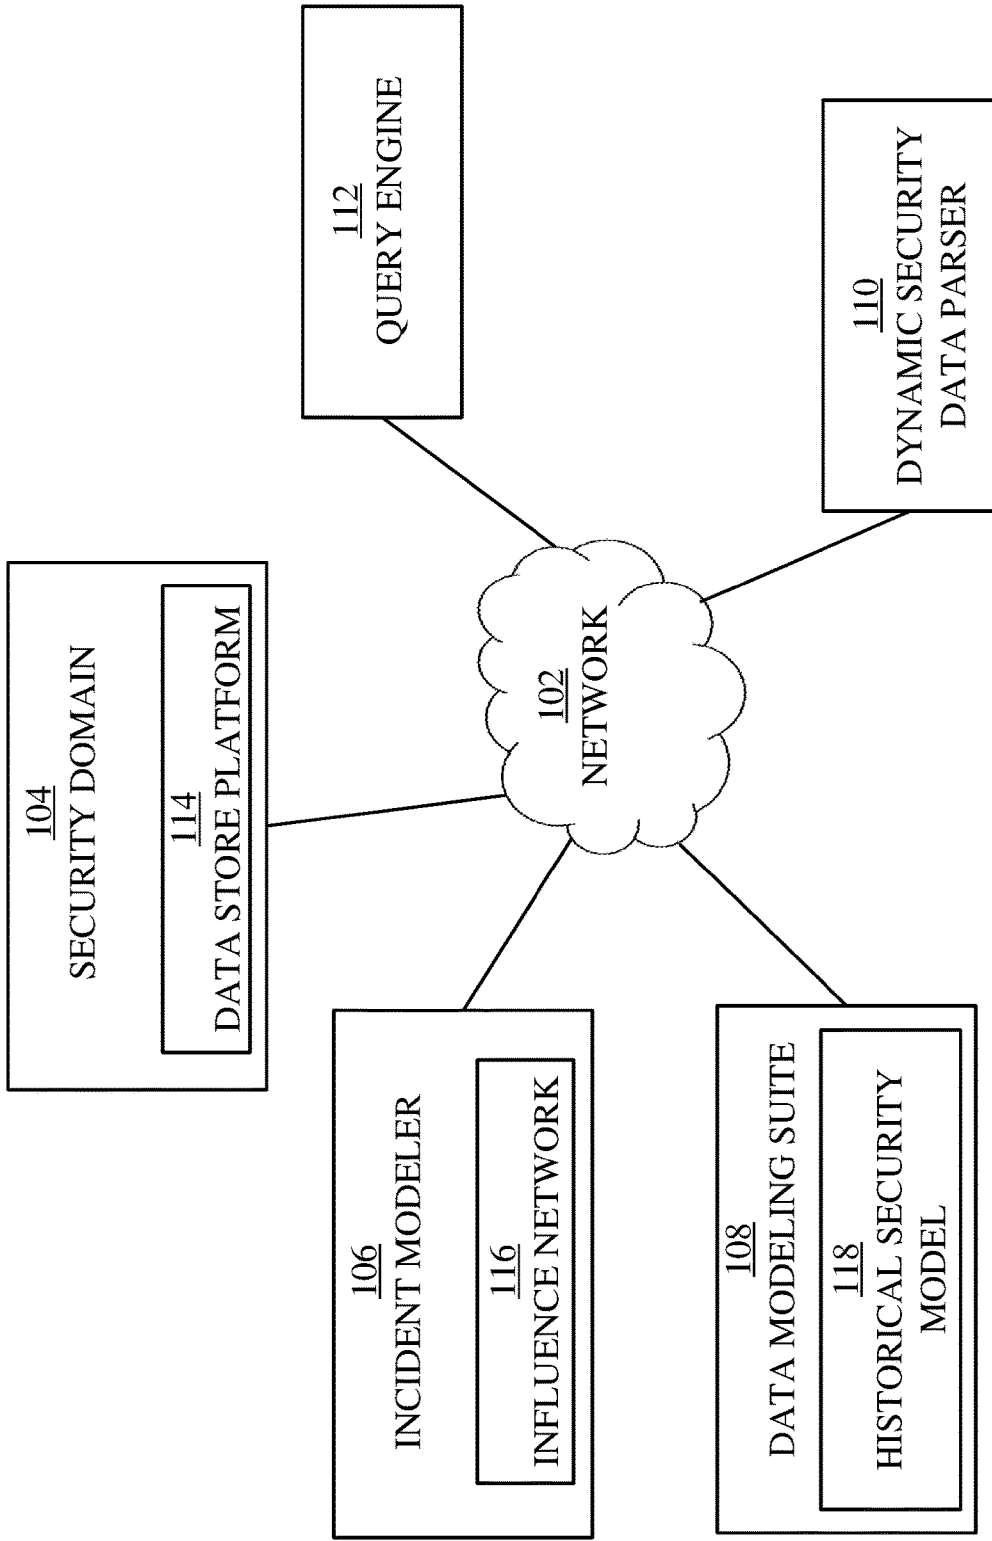 104
SECURITY DOMAIN
114
DATA STORE PLATFORM
106
INCIDENT MODELER
116
INFLUENCE NETWORK
112
QUERY ENGINE
102
NETWORK
108
DATA MODELING SUITE
118
HISTORICAL SECURITY
MODEL
110
DYNAMIC SECURITY
DATA PARSER